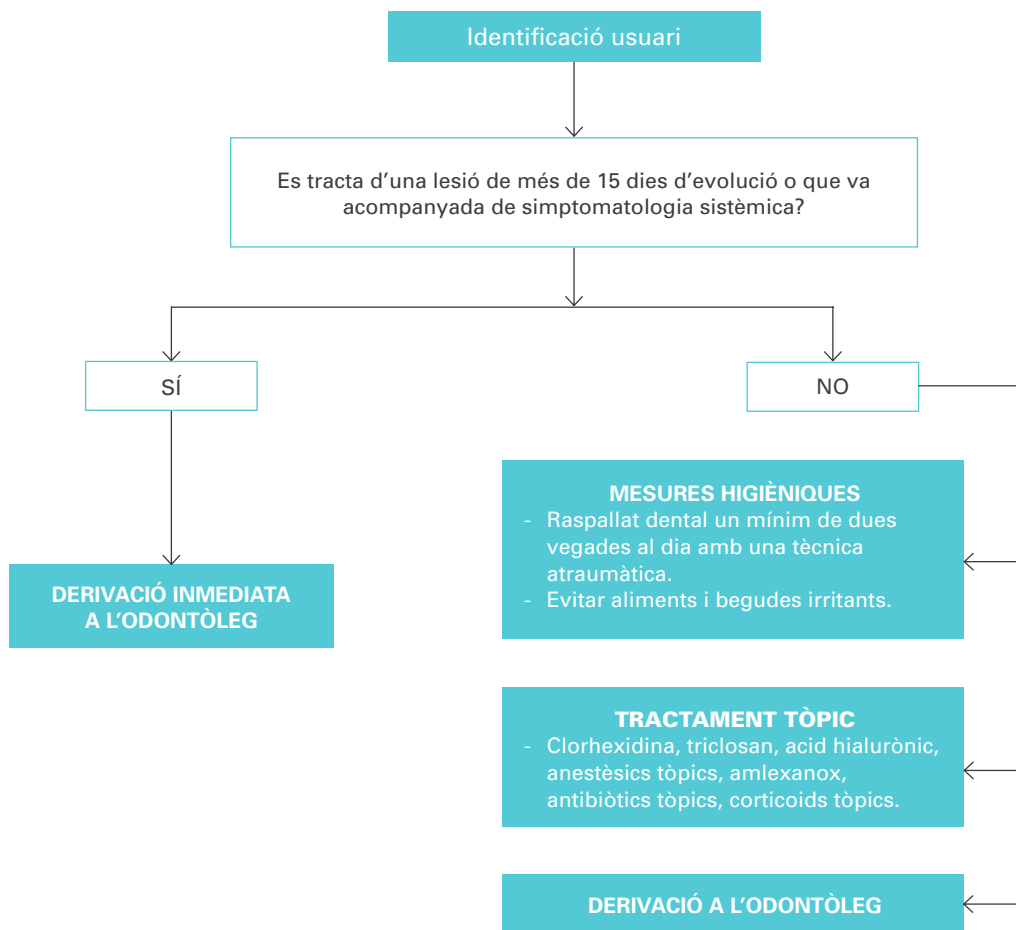 Identificació usuari
Es tracta d’una lesió de més de 15 dies d’evolució o que va
acompanyada de simptomatologia sistèmica?
SÍ
NO
DERIVACIÓ INMEDIATA
A L’ODONTÒLEG
MESURES HIGIÈNIQUES
- Raspallat dental un mínim de dues
vegades al dia amb una tècnica
atraumàtica.
- Evitar aliments i begudes irritants.
TRACTAMENT TÒPIC
- Clorhexidina, triclosan, acid hialurònic,
anestèsics tòpics, amlexanox,
antibiòtics tòpics, corticoids tòpics.
DERIVACIÓ A L’ODONTÒLEG